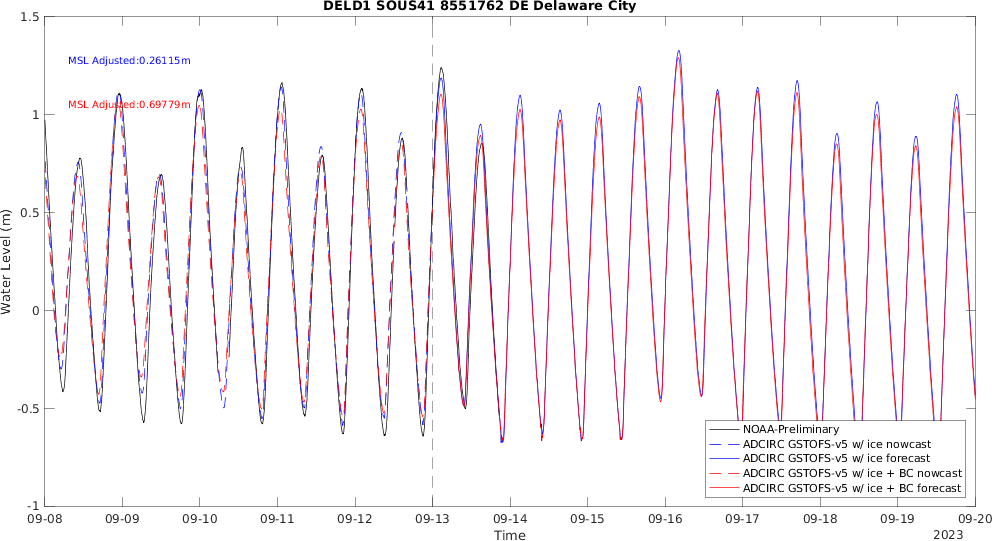 DELD1 SOUS41 8551762 DE Delaware City
MSL Adjusted:0.26115m
MSL Adjusted:0.69779m
Water Level (m)
1.5
1
0.5
0
-0.5
-1
NOAA-Preliminary
ADCIRC GSTOFS-v5 w/ ice nowcast
ADCIRC GSTOFS-v5 w/ ice forecast
ADCIRC GSTOFS-v5 w/ ice + BC nowcast
ADCIRC GSTOFS-v5 w/ ice + BC forecast
09-08 09-09 09-10 09-11 09-12 09-13 09-14 09-15 09-16 09-17 09-18 09-19 09-20
Time
2023